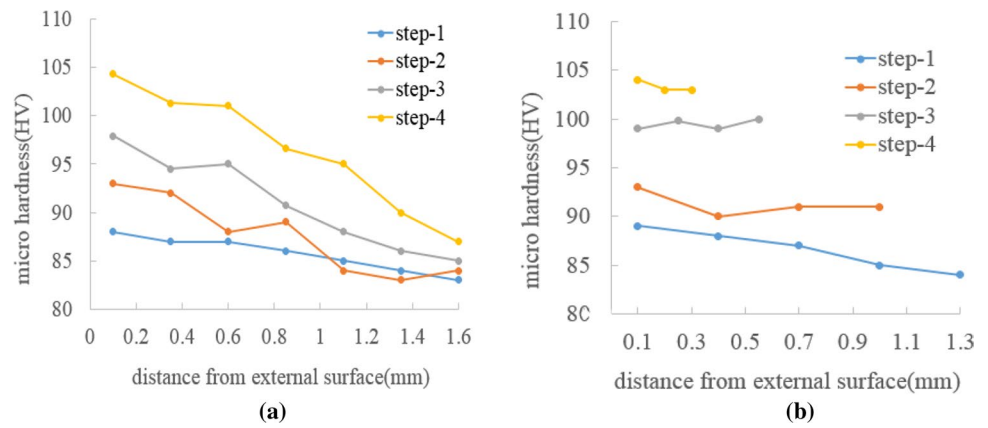 110
105
100
95
90
85
80
micro hardness(HV)
step-1
step-2
step-3
step-4
0 0.2 0.4 0.6 0.8 1 1.2 1.4 1.6
distance from external surface(mm)
(a)
110
105
100
95
90
85
80
micro hardness(HV)
step-1
step-2
step-3
step-4
0.1 0.3 0.5 0.7 0.9 1.1 1.3
distance from external surface(mm)
(b)